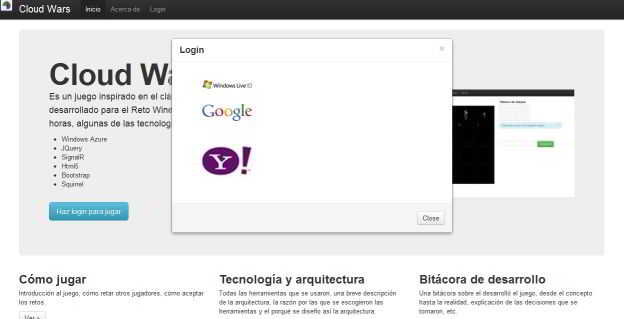 Cloud Wars Inicio Acerca de Login
Login ×
Windows Live ID
Google
Y!
Close
Cloud Wa
Es un juego inspirado en el clá
desarrollado para el Reto Wind
horas, algunas de las tecnolog
Windows Azure
JQuery
SignalR
Html5
Bootstrap
Squirrel
Haz login para jugar
Cómo jugar
Introducción al juego, cómo retar otros jugadores, cómo aceptar
los retos
Ver »
Tecnología y arquitectura
Todas las herramientas que se usaron, una breve descripción
de la arquitectura, la razón por las que se escogieron las
herramientas y el porqué se diseño así la arquitectura.
Bitácora de desarrollo
Una bitácora sobre el desarrollo el juego, desde el concepto
hasta la realidad, explicación de las decisiones que se
tomaron, etc.